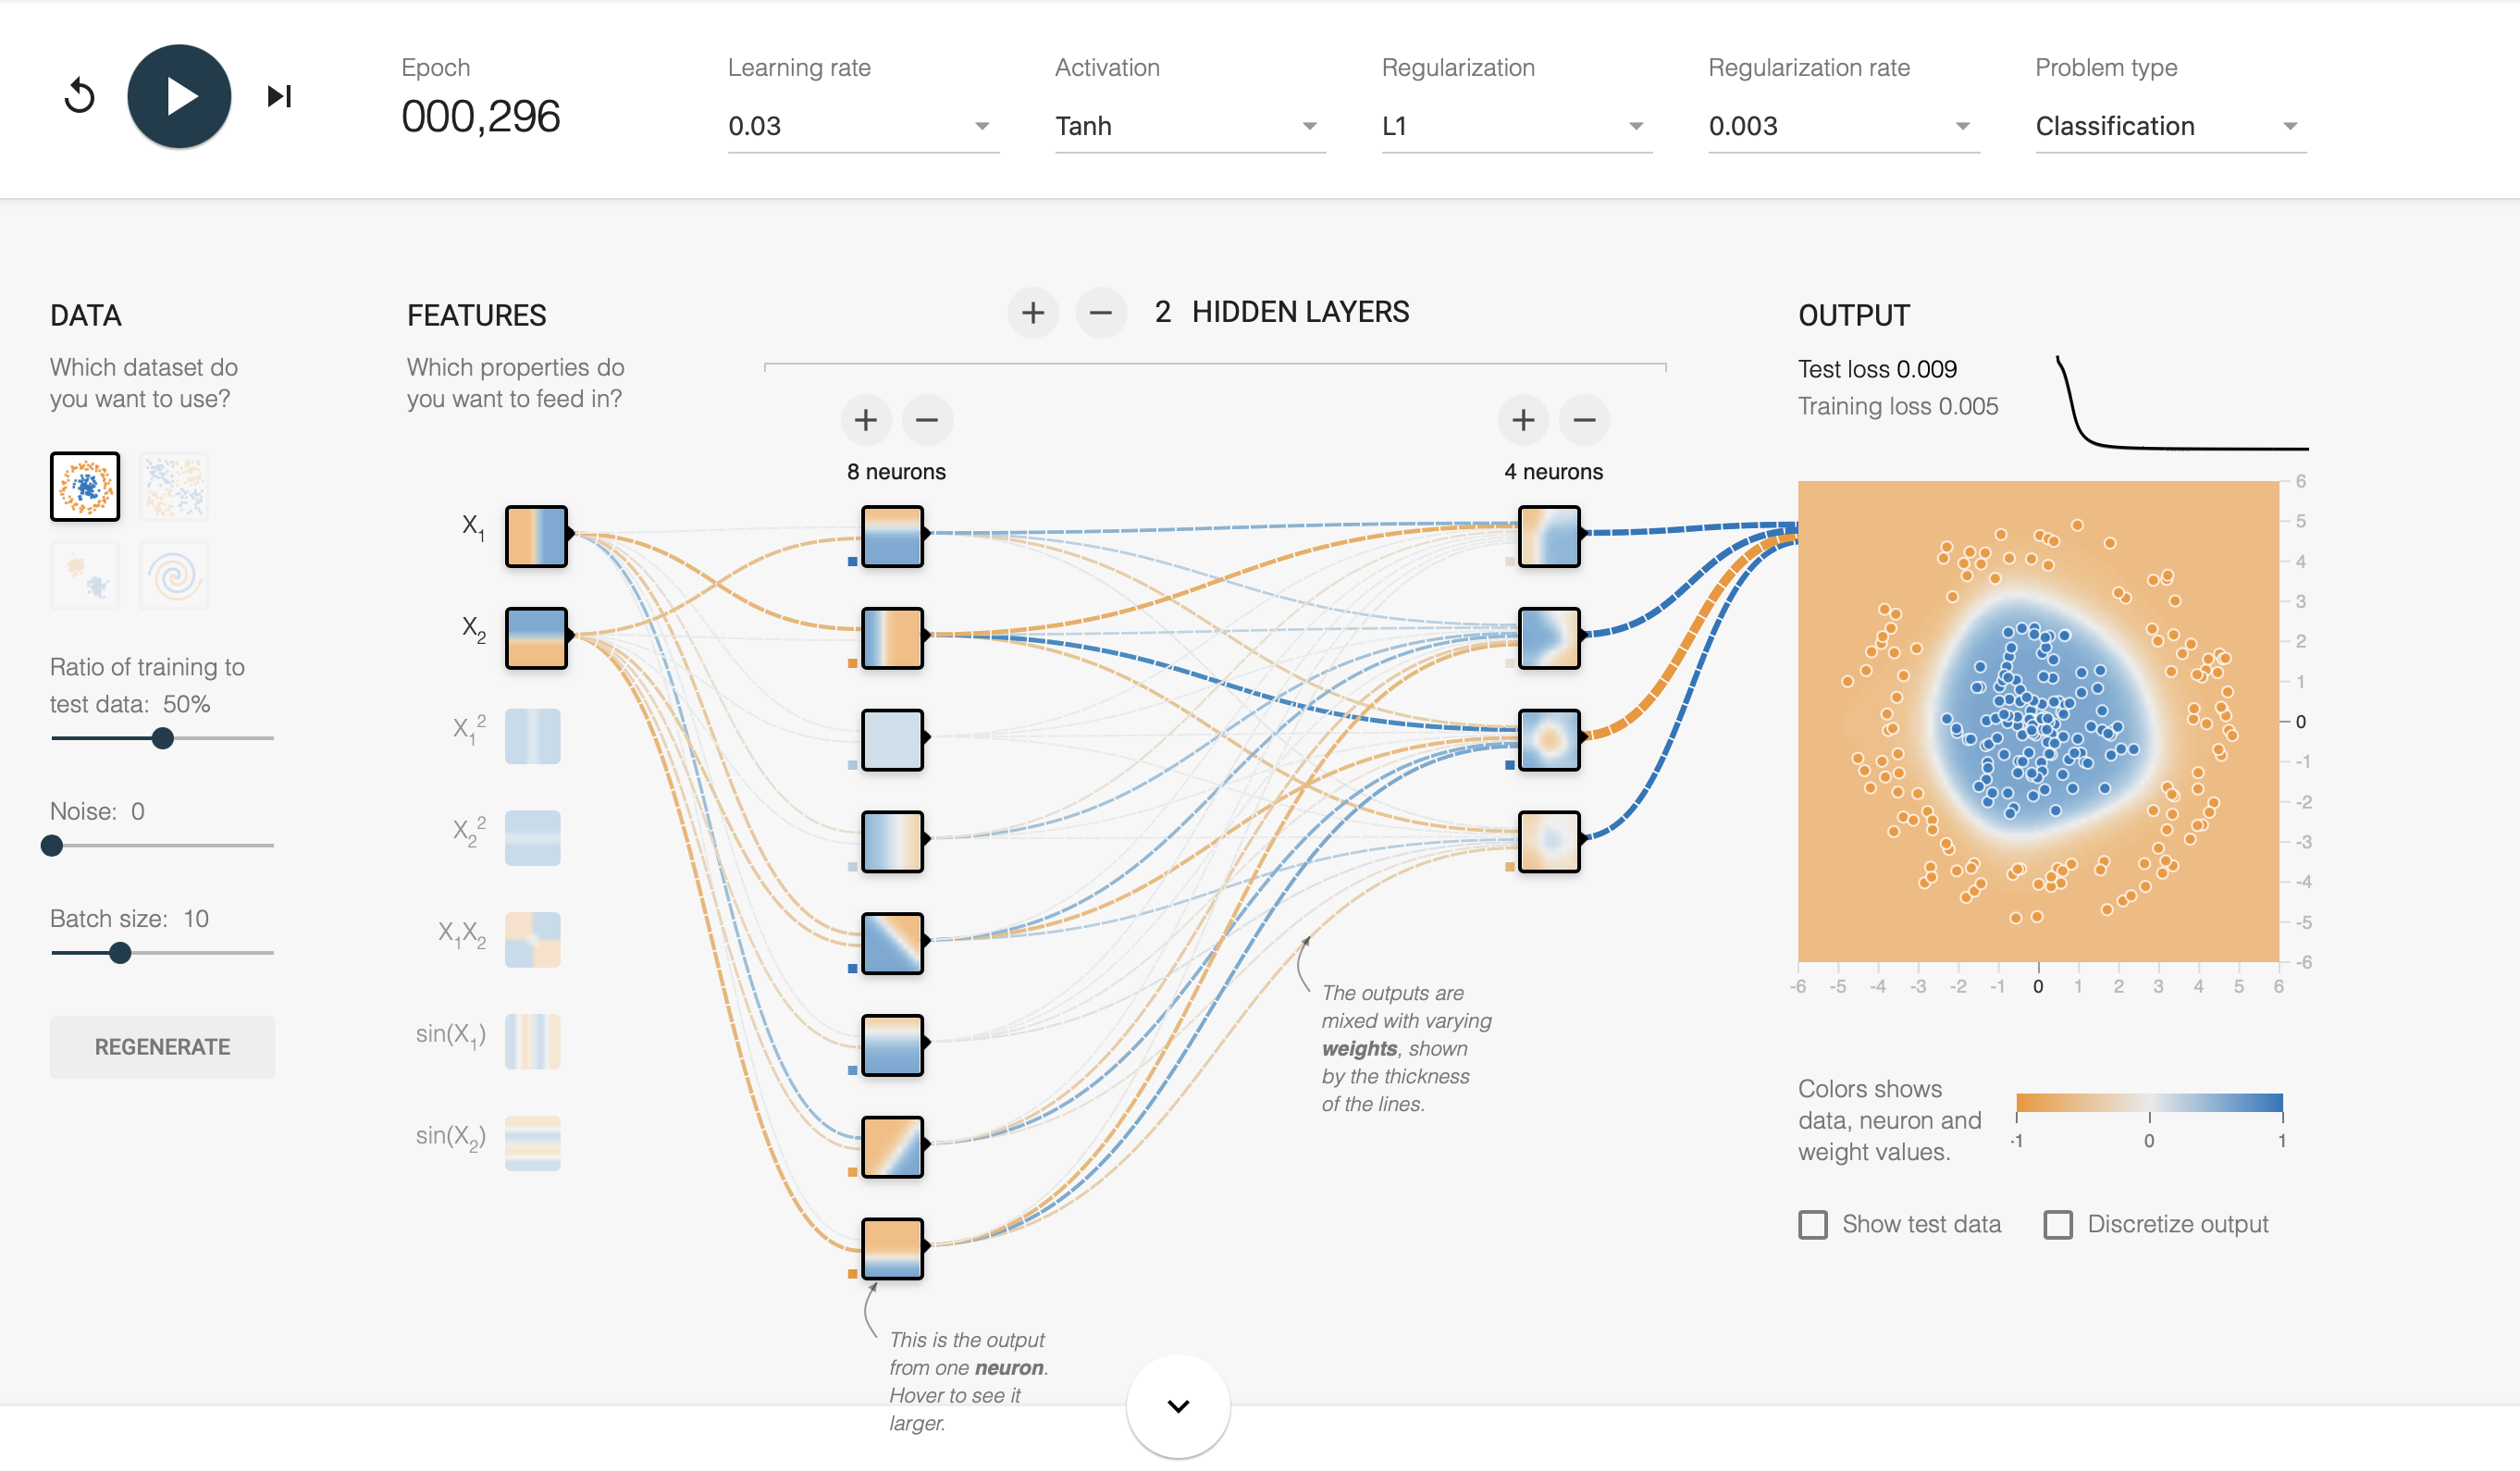 Epoch
000,296
Learning rate
0.03
Activation
Tanh
Regularization
L1
Regularization rate
0.003
Problem type
Classification
DATA
Which dataset do
you want to use?
Ratio of training to
test data: 50%
Noise: 0
Batch size: 10
REGENERATE
FEATURES
Which properties do
you want to feed in?
X₁
X₂
X₁²
X₂²
X₁X₂
sin(X₁)
sin(X₂)
+ − 2 HIDDEN LAYERS
+ −
8 neurons
+ −
4 neurons
The outputs are
mixed with varying
weights, shown
by the thickness
of the lines.
This is the output
from one neuron.
Hover to see it
larger.
OUTPUT
Test loss 0.009
Training loss 0.005
6
5
4
3
2
1
0
-1
-2
-3
-4
-5
-6
-6 -5 -4 -3 -2 -1 0 1 2 3 4 5 6
Colors shows
data, neuron and
weight values.
-1 0 1
Show test data
Discretize output